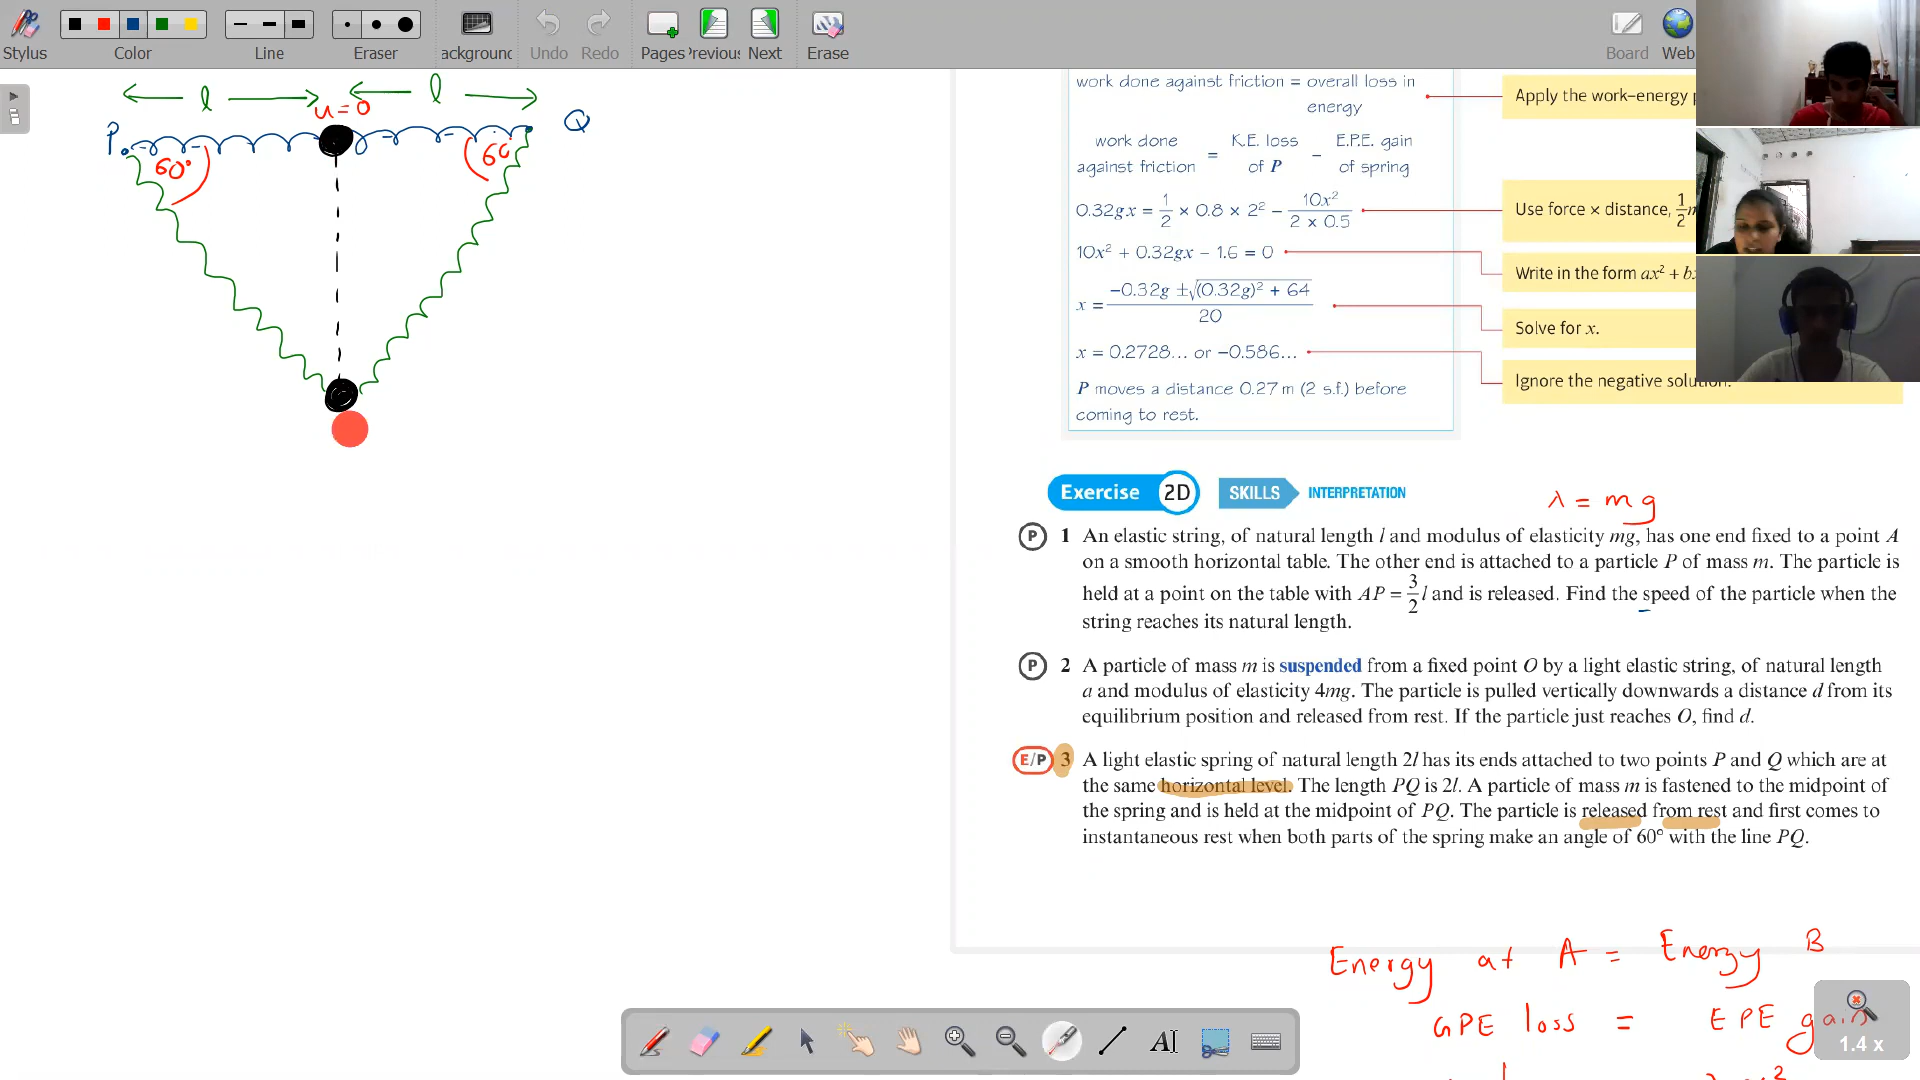 Stylus
Color
Line
Eraser
ackground
Undo
Redo
Pages
Previous
Next
Erase
Board
Web
l
l
u = 0
P
Q
60°
60
work done against friction = overall loss in
energy
work done against friction = K.E. loss of P − E.P.E. gain of spring
0.32gx = 1/2 × 0.8 × 2² − 10x²/(2 × 0.5)
10x² + 0.32gx − 1.6 = 0
x = (−0.32g ±√((0.32g)² + 64))/20
x = 0.2728... or −0.586...
P moves a distance 0.27 m (2 s.f.) before
coming to rest.
Apply the work–energy p
Use force × distance, 1/2
Write in the form ax² + bx
Solve for x.
Ignore the negative solution.
Exercise 2D SKILLS INTERPRETATION
λ = mg
P 1 An elastic string, of natural length l and modulus of elasticity mg, has one end fixed to a point A
on a smooth horizontal table. The other end is attached to a particle P of mass m. The particle is
held at a point on the table with AP = 3/2 l and is released. Find the speed of the particle when the
string reaches its natural length.
P 2 A particle of mass m is suspended from a fixed point O by a light elastic string, of natural length
a and modulus of elasticity 4mg. The particle is pulled vertically downwards a distance d from its
equilibrium position and released from rest. If the particle just reaches O, find d.
E/P 3 A light elastic spring of natural length 2l has its ends attached to two points P and Q which are at
the same horizontal level. The length PQ is 2l. A particle of mass m is fastened to the midpoint of
the spring and is held at the midpoint of PQ. The particle is released from rest and first comes to
instantaneous rest when both parts of the spring make an angle of 60° with the line PQ.
Energy at A = Energy B
GPE loss = EPE gain
1.4 x